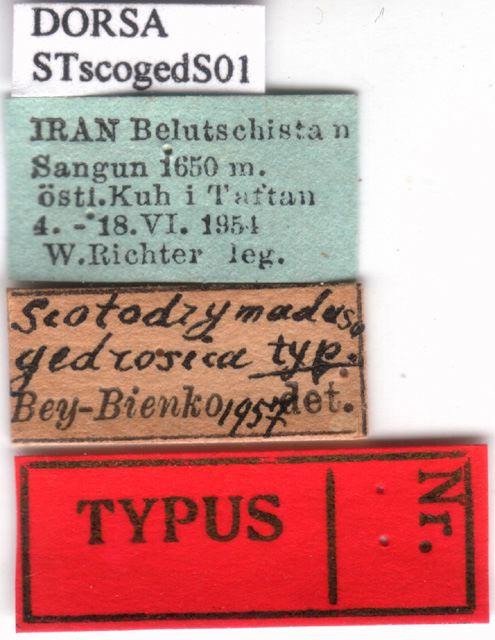 DORSA
STscogedS01
IRAN Belutschistan
Sangun 1650 m.
östl.Kuh i Taftan
4. - 18.VI. 1954
W.Richter leg.
Scotodrymadusa
gedrosica typ.
Bey-Bienko 1957 det.
TYPUS
Nr.